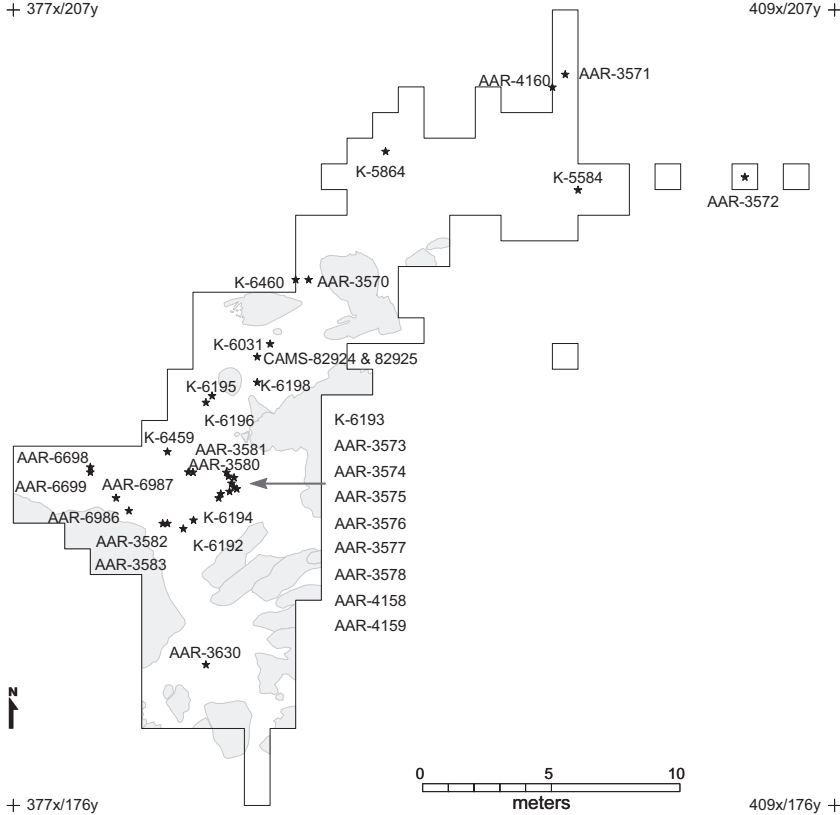 377x/207y
409x/207y
AAR-3571
AAR-4160
K-5864
K-5584
AAR-3572
K-6460
AAR-3570
K-6031
CAMS-82924 & 82925
K-6195
K-6198
K-6196
K-6459
AAR-3581
AAR-6698
AAR-3580
AAR-6699
AAR-6987
AAR-6986
K-6194
AAR-3582
K-6192
AAR-3583
K-6193
AAR-3573
AAR-3574
AAR-3575
AAR-3576
AAR-3577
AAR-3578
AAR-4158
AAR-4159
AAR-3630
N
0 5 10
meters
377x/176y
409x/176y